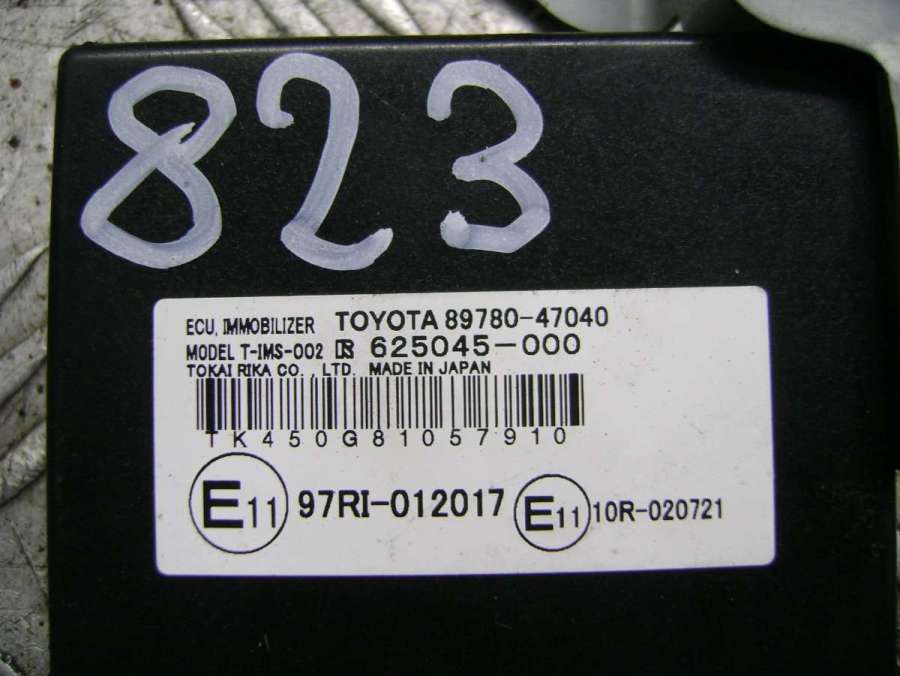 823
ECU, IMMOBILIZER TOYOTA 89780-47040
MODEL T-IMS-002 625045-000
TOKAI RIKA CO., LTD. MADE IN JAPAN
TK450G81057910
E11 97RI-012017 E11 10R-020721